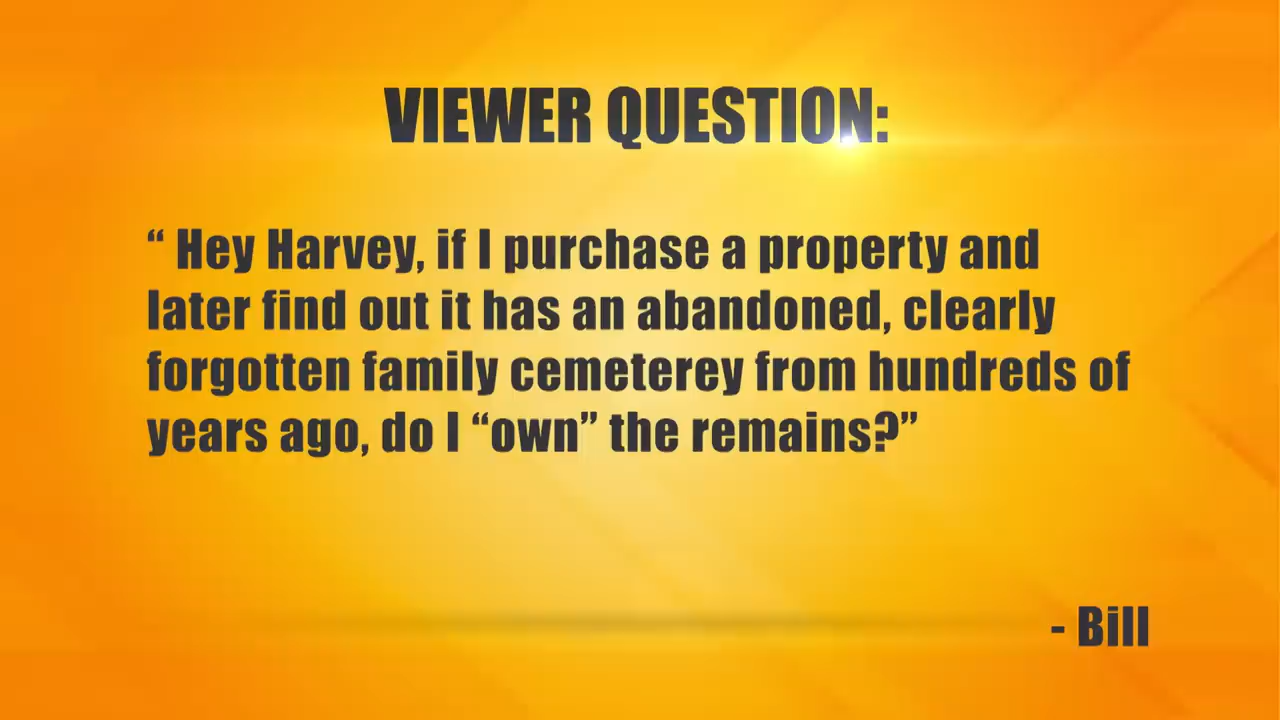 VIEWER QUESTION:
“ Hey Harvey, if I purchase a property and
later find out it has an abandoned, clearly
forgotten family cemeterey from hundreds of
years ago, do I “own” the remains?”
- Bill